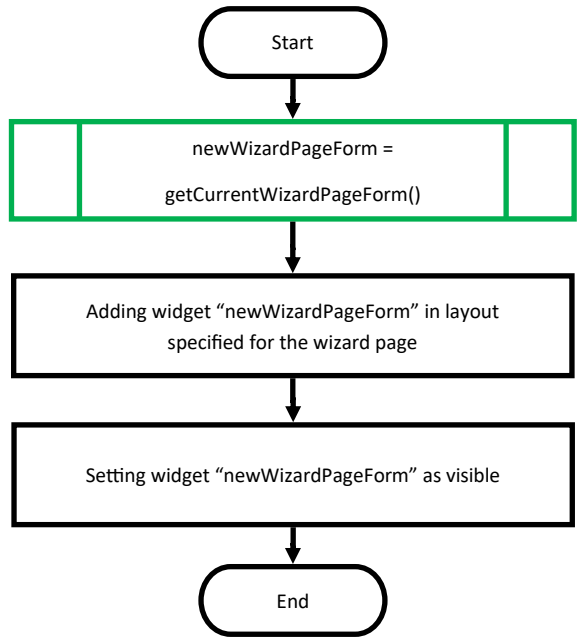 Start
newWizardPageForm =
getCurrentWizardPageForm()
Adding widget “newWizardPageForm” in layout
specified for the wizard page
Setting widget “newWizardPageForm” as visible
End